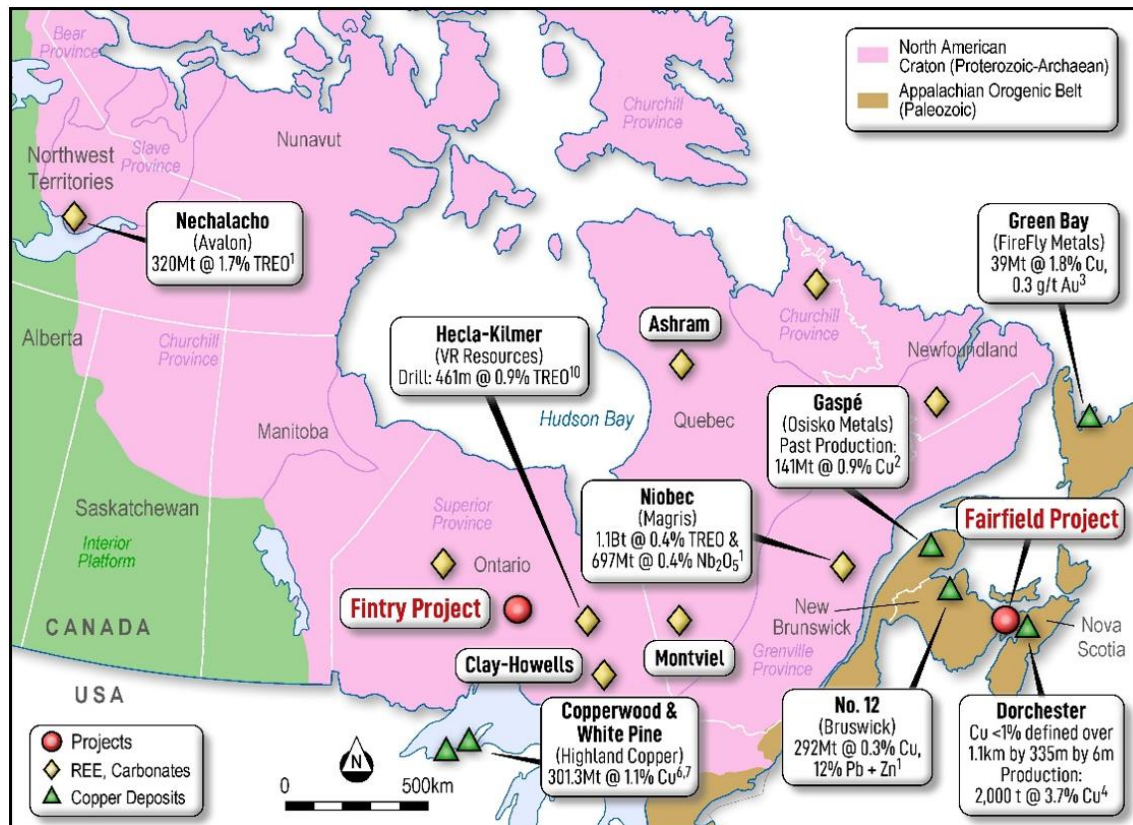 Bear
Province
Churchill
Province
North American
Craton (Proterozoic-Archaean)
Appalachian Orogenic Belt
(Paleozoic)
Nunavut
Slave
Province
Northwest
Territories
Nechalacho
(Avalon)
320Mt @ 1.7% TREO¹
Green Bay
(FireFly Metals)
39Mt @ 1.8% Cu,
0.3 g/t Au³
Alberta
Churchill
Province
Hecla-Kilmer
(VR Resources)
Drill: 461m @ 0.9% TREO¹⁰
Ashram
Churchill
Province
Newfoundland
Hudson Bay
Quebec
Gaspé
(Osisko Metals)
Past Production:
141Mt @ 0.9% Cu²
Manitoba
Saskatchewan
Interior
Platform
Superior
Province
Ontario
Niobec
(Magris)
1.1Bt @ 0.4% TREO &
697Mt @ 0.4% Nb₂O₅¹
Fairfield Project
Fintry Project
CANADA
USA
Clay-Howells
Montviel
Grenville
Province
New
Brunswick
Nova
Scotia
Copperwood &
White Pine
(Highland Copper)
301.3Mt @ 1.1% Cu⁶,⁷
No. 12
(Bruswick)
292Mt @ 0.3% Cu,
12% Pb + Zn¹
Dorchester
Cu <1% defined over
1.1km by 335m by 6m
Production:
2,000 t @ 3.7% Cu⁴
Projects
REE, Carbonates
Copper Deposits
N
0 500km